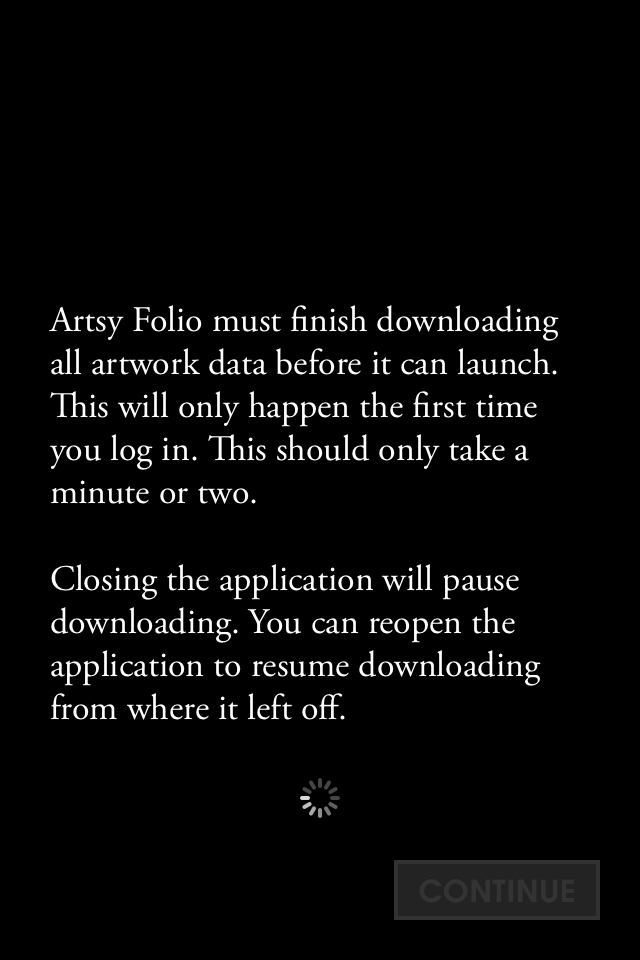 Artsy Folio must finish downloading
all artwork data before it can launch.
This will only happen the first time
you log in. This should only take a
minute or two.
Closing the application will pause
downloading. You can reopen the
application to resume downloading
from where it left off.
CONTINUE